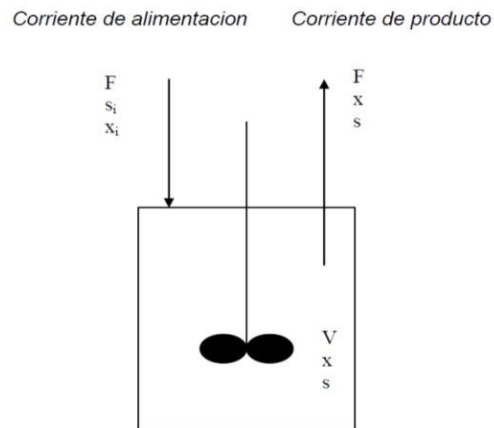 Corriente de alimentacion
Corriente de producto
F
sᵢ
xᵢ
F
x
s
V
x
s